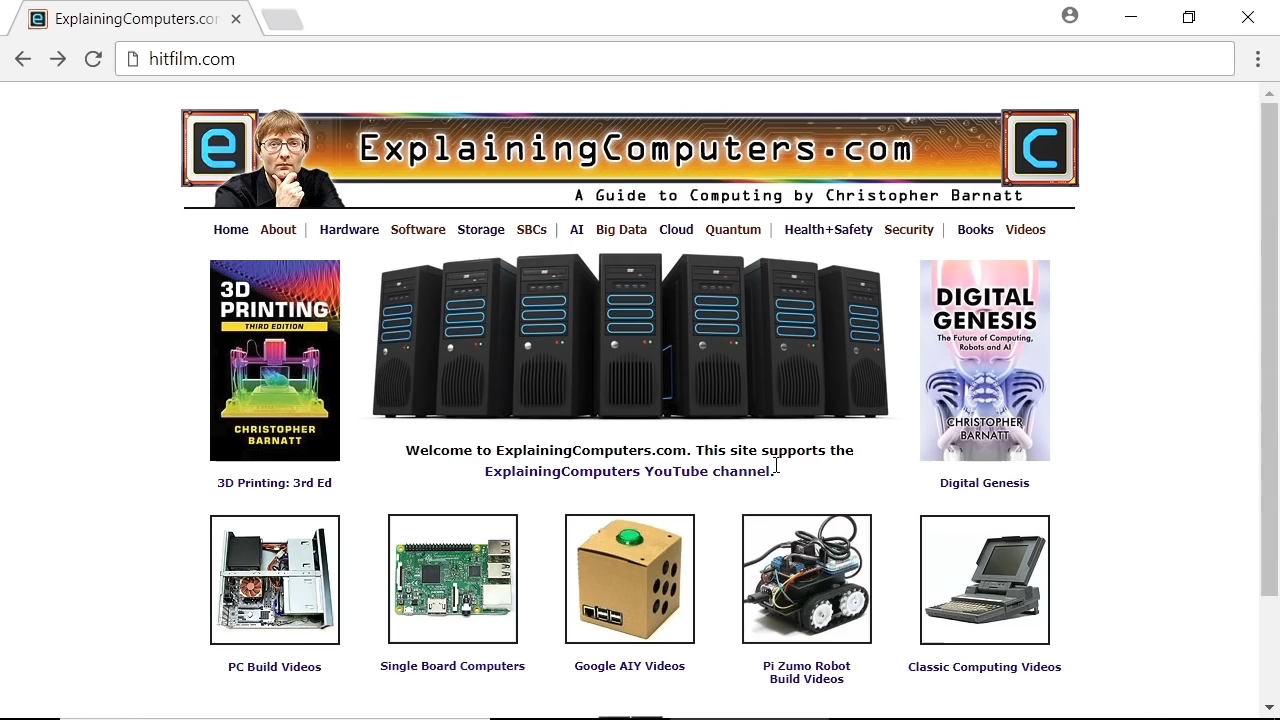 ExplainingComputers.cor
hitfilm.com
e
ExplainingComputers.com
C
A Guide to Computing by Christopher Barnatt
Home About | Hardware Software Storage SBCs | AI Big Data Cloud Quantum | Health+Safety Security | Books Videos
3D
PRINTING
THIRD EDITION
CHRISTOPHER
BARNATT
3D Printing: 3rd Ed
DIGITAL
GENESIS
The Future of Computing,
Robots and AI
CHRISTOPHER
BARNATT
Digital Genesis
Welcome to ExplainingComputers.com. This site supports the
ExplainingComputers YouTube channel.
PC Build Videos
Single Board Computers
Google AIY Videos
Pi Zumo Robot
Build Videos
Classic Computing Videos